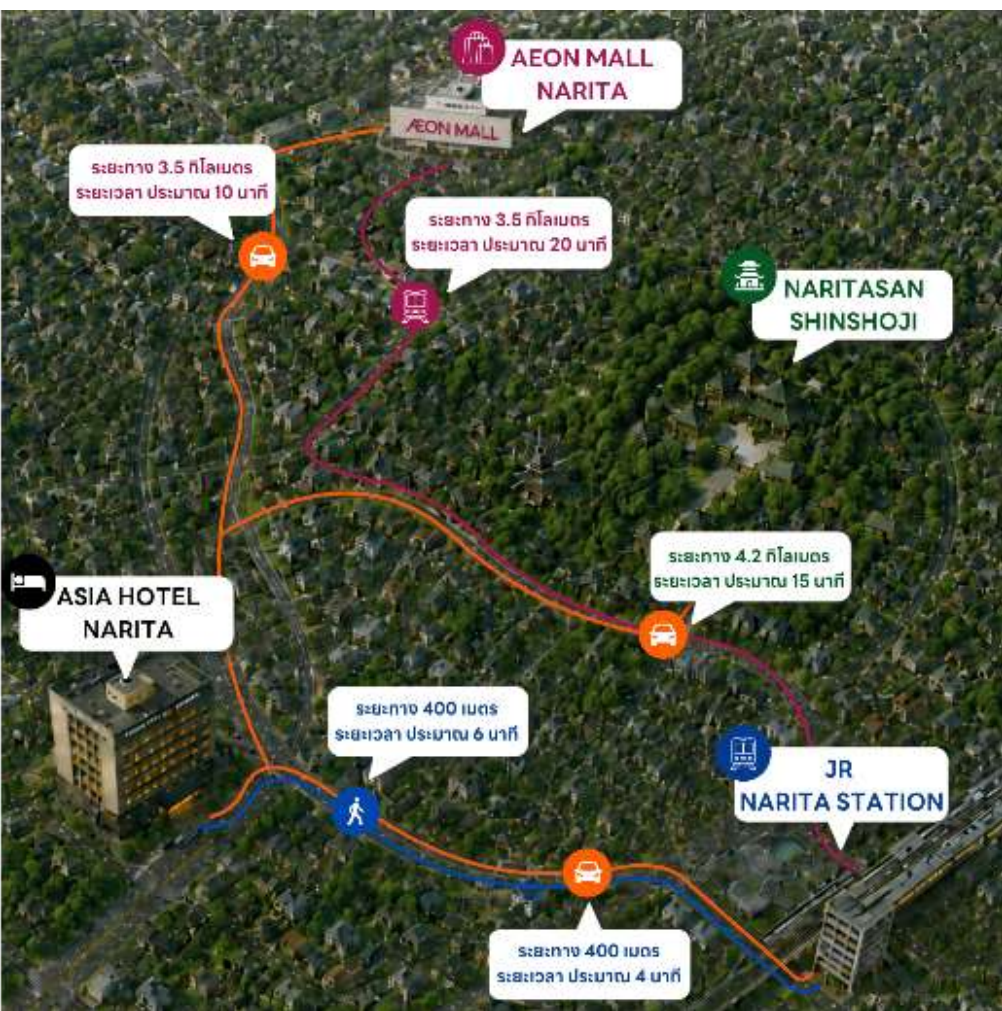 AEON MALL
NARITA
AEON MALL
ระยะทาง 3.5 กิโลเมตร
ระยะเวลา ประมาณ 10 นาที
ระยะทาง 3.5 กิโลเมตร
ระยะเวลา ประมาณ 20 นาที
NARITASAN
SHINSHOJI
ระยะทาง 4.2 กิโลเมตร
ระยะเวลา ประมาณ 15 นาที
ASIA HOTEL
NARITA
ระยะทาง 400 เมตร
ระยะเวลา ประมาณ 6 นาที
JR
NARITA STATION
ระยะทาง 400 เมตร
ระยะเวลา ประมาณ 4 นาที